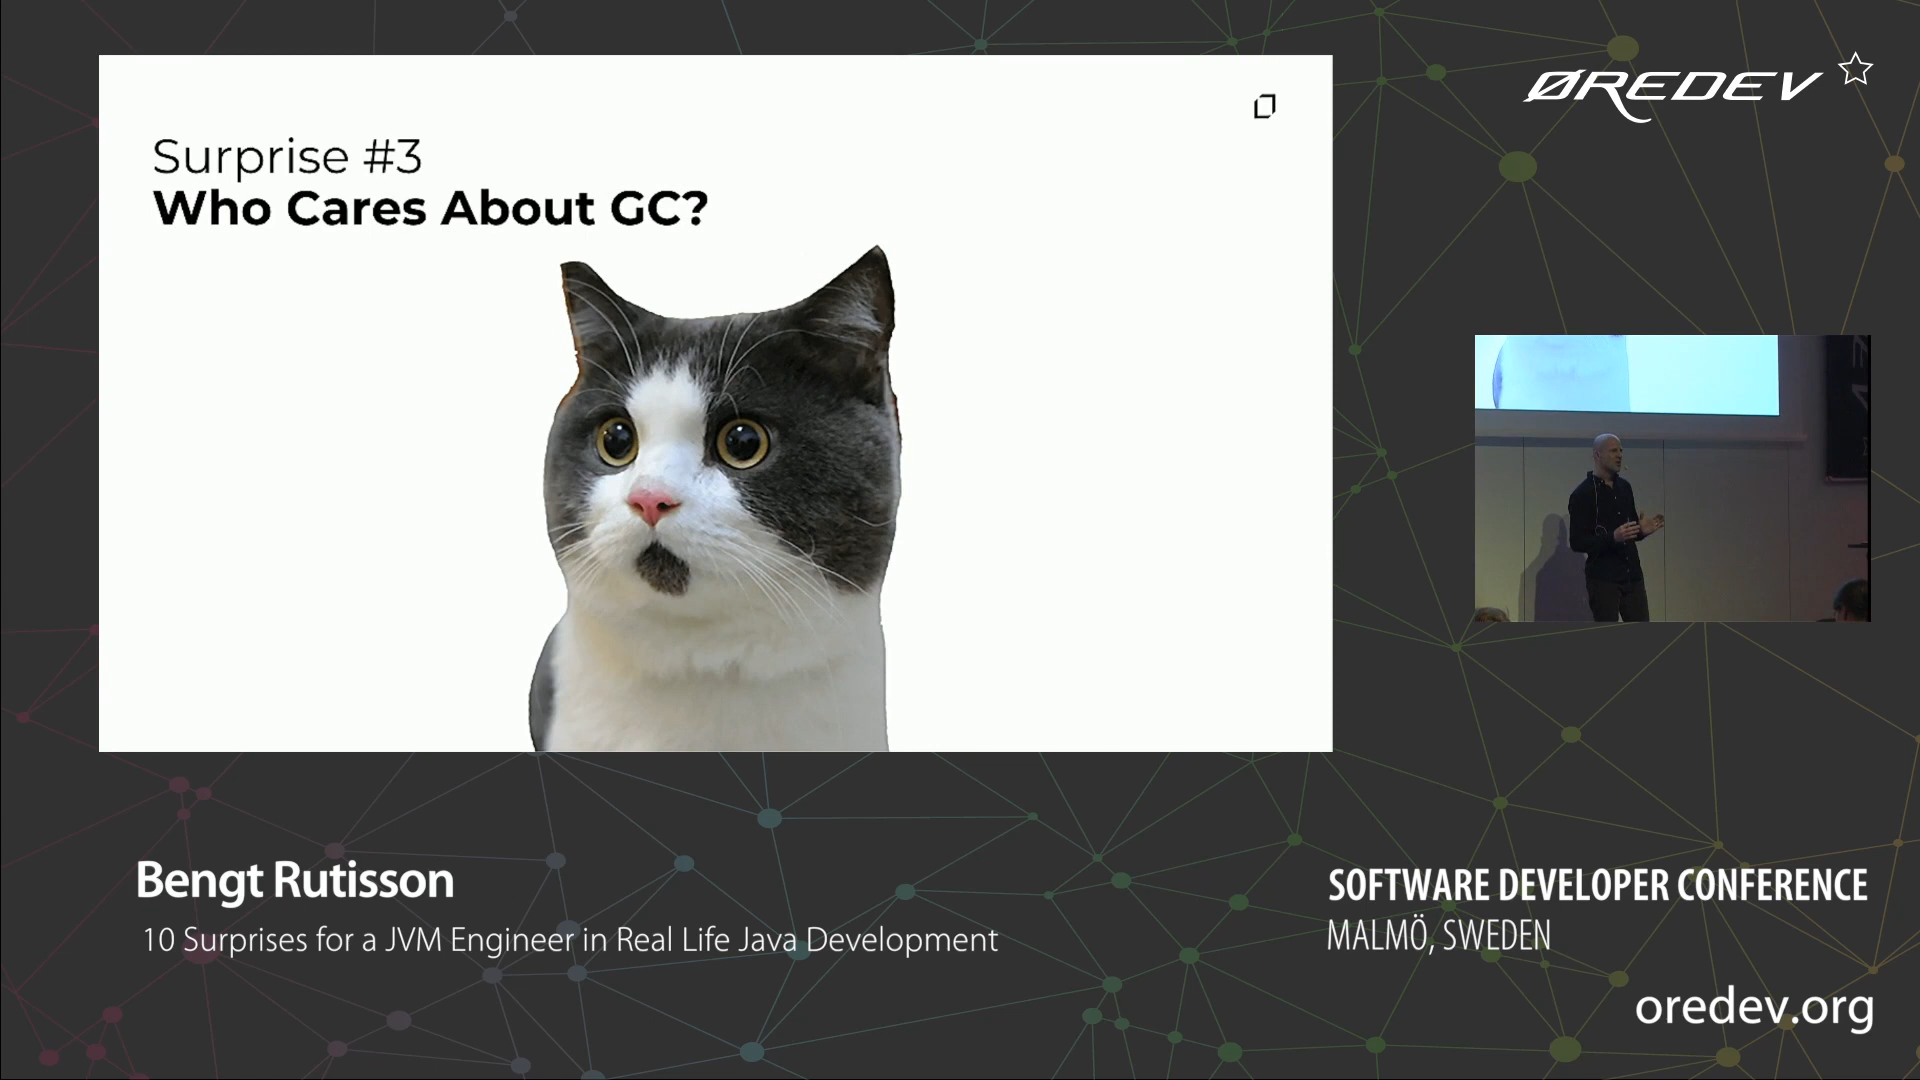 Surprise #3
Who Cares About GC?
ØREDEV
Bengt Rutisson
10 Surprises for a JVM Engineer in Real Life Java Development
SOFTWARE DEVELOPER CONFERENCE
MALMÖ, SWEDEN
oredev.org